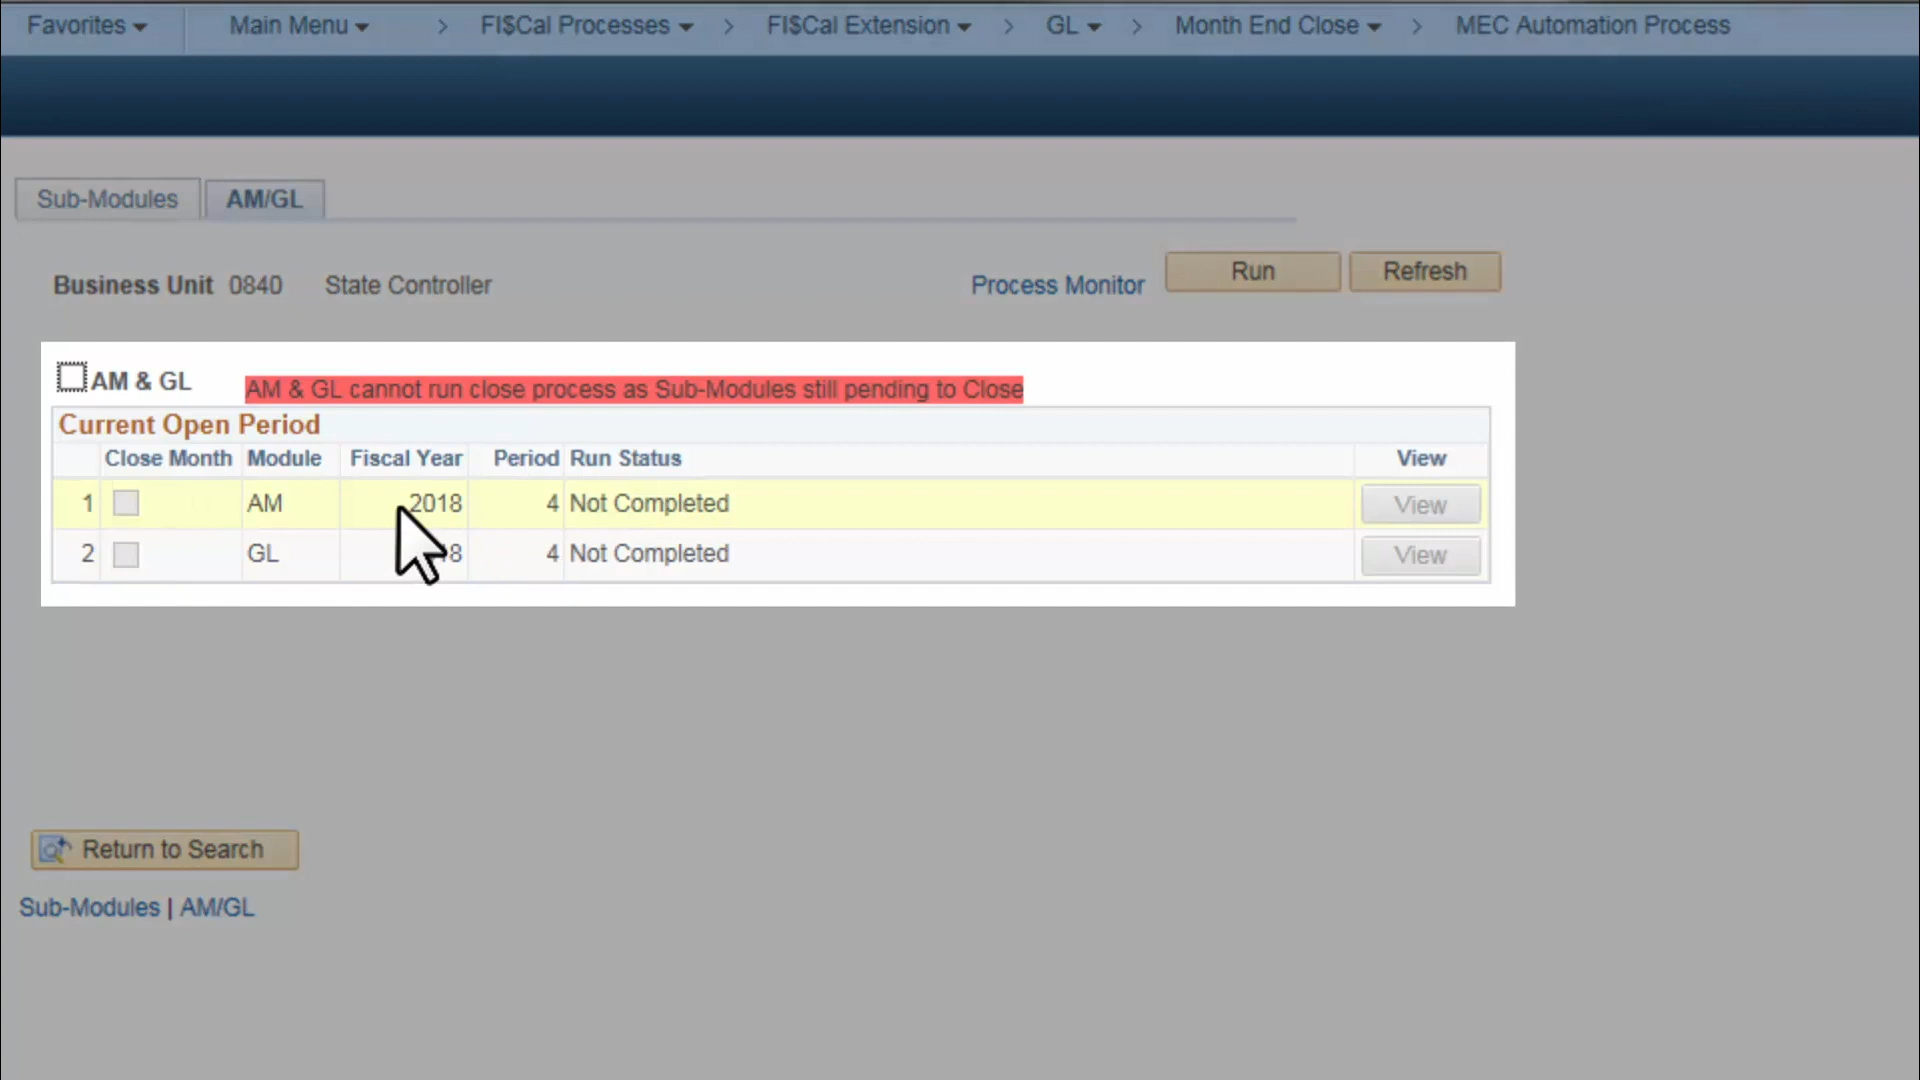 Favorites Main Menu > FI$Cal Processes > FI$Cal Extension > GL > Month End Close > MEC Automation Process
Sub-Modules AM/GL
Business Unit 0840 State Controller Process Monitor Run Refresh
AM & GL AM & GL cannot run close process as Sub-Modules still pending to Close
Current Open Period
Close Month Module Fiscal Year Period Run Status View
1 AM 2018 4 Not Completed View
2 GL 4 Not Completed View
Return to Search
Sub-Modules | AM/GL